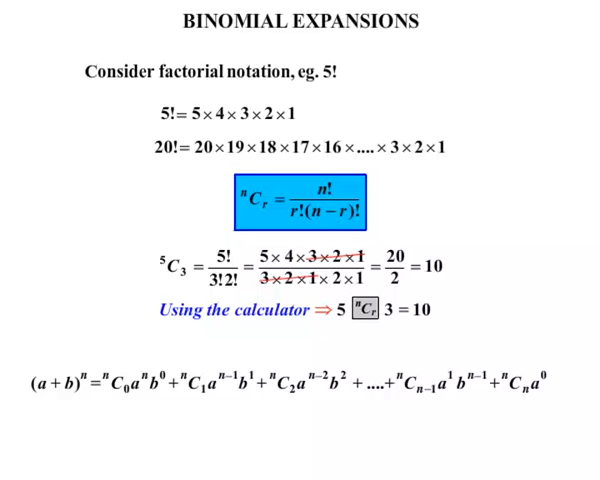 BINOMIAL EXPANSIONS
Consider factorial notation, eg. 5!
5! = 5 × 4 × 3 × 2 × 1
20! = 20 × 19 × 18 × 17 × 16 × .... × 3 × 2 × 1
ⁿCᵣ = n! / r!(n − r)!
⁵C₃ = 5! / 3!2! = 5 × 4 × 3 × 2 × 1 / 3 × 2 × 1 × 2 × 1 = 20 / 2 = 10
Using the calculator ⇒ 5 ⁿCᵣ 3 = 10
(a + b)ⁿ = ⁿC₀aⁿb⁰ + ⁿC₁aⁿ⁻¹b¹ + ⁿC₂aⁿ⁻²b² + .... + ⁿCₙ₋₁a¹bⁿ⁻¹ + ⁿCₙa⁰